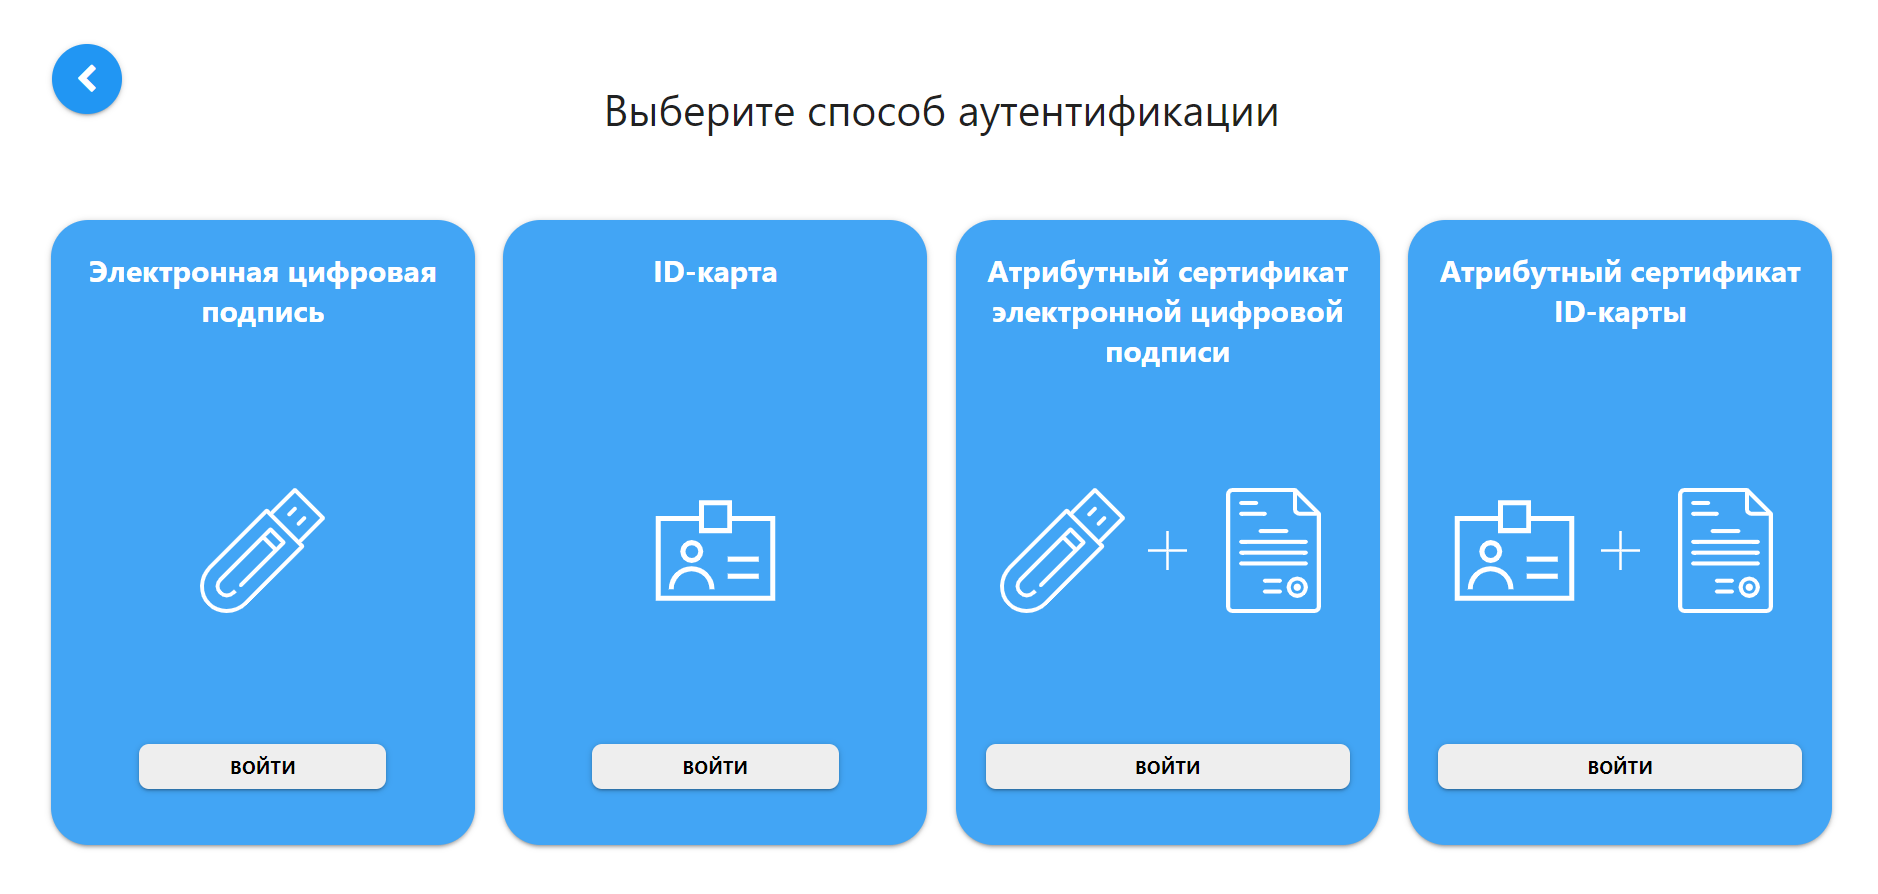 Выберите способ аутентификации
Электронная цифровая
подпись
ВОЙТИ
ID-карта
ВОЙТИ
Атрибутный сертификат
электронной цифровой
подписи
ВОЙТИ
Атрибутный сертификат
ID-карты
ВОЙТИ